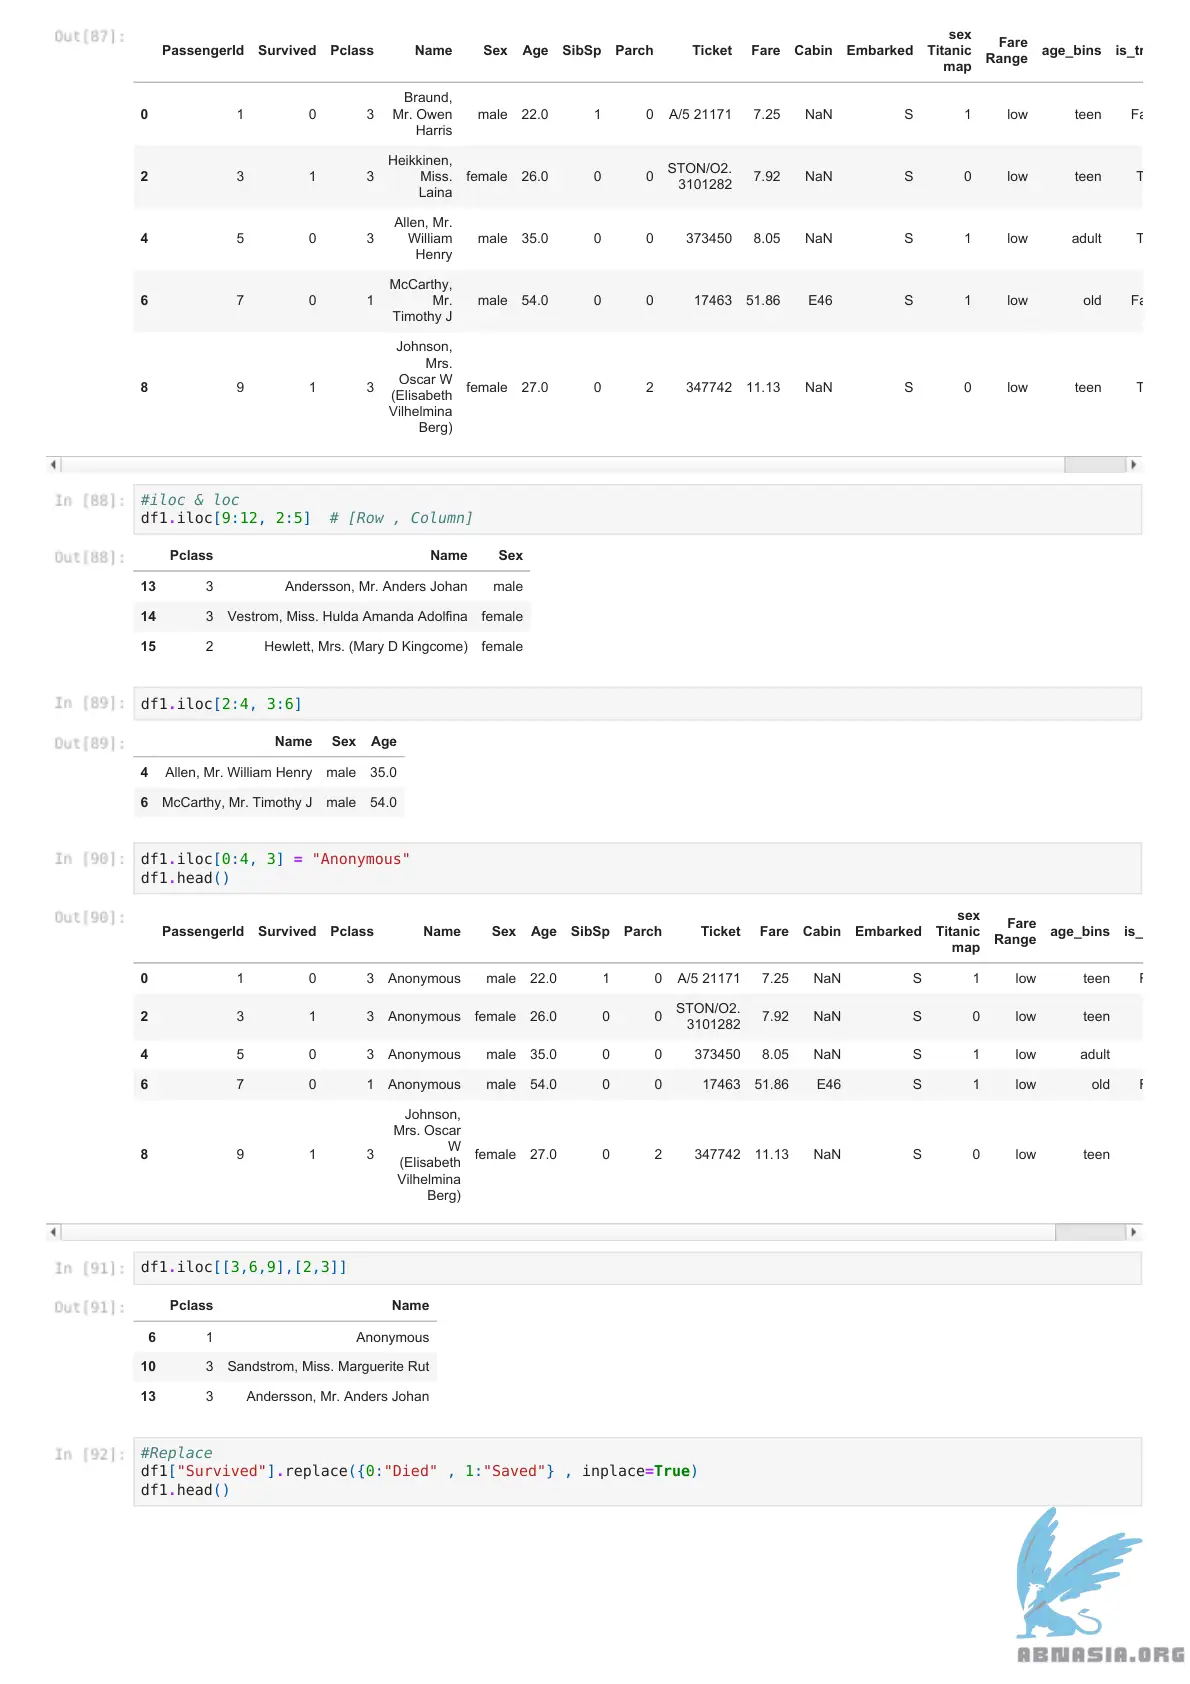 Out[87]:
PassengerId Survived Pclass Name Sex Age SibSp Parch Ticket Fare Cabin Embarked sex Titanic map Fare Range age_bins is_tr
0 1 0 3 Braund, Mr. Owen Harris male 22.0 1 0 A/5 21171 7.25 NaN S 1 low teen Fa
2 3 1 3 Heikkinen, Miss. Laina female 26.0 0 0 STON/O2. 3101282 7.92 NaN S 0 low teen T
4 5 0 3 Allen, Mr. William Henry male 35.0 0 0 373450 8.05 NaN S 1 low adult T
6 7 0 1 McCarthy, Mr. Timothy J male 54.0 0 0 17463 51.86 E46 S 1 low old Fa
8 9 1 3 Johnson, Mrs. Oscar W (Elisabeth Vilhelmina Berg) female 27.0 0 2 347742 11.13 NaN S 0 low teen T
In [88]:
#iloc & loc
df1.iloc[9:12, 2:5]  # [Row , Column]
Out[88]:
Pclass Name Sex
13 3 Andersson, Mr. Anders Johan male
14 3 Vestrom, Miss. Hulda Amanda Adolfina female
15 2 Hewlett, Mrs. (Mary D Kingcome) female
In [89]:
df1.iloc[2:4, 3:6]
Out[89]:
Name Sex Age
4 Allen, Mr. William Henry male 35.0
6 McCarthy, Mr. Timothy J male 54.0
In [90]:
df1.iloc[0:4, 3] = "Anonymous"
df1.head()
Out[90]:
PassengerId Survived Pclass Name Sex Age SibSp Parch Ticket Fare Cabin Embarked sex Titanic map Fare Range age_bins is_
0 1 0 3 Anonymous male 22.0 1 0 A/5 21171 7.25 NaN S 1 low teen F
2 3 1 3 Anonymous female 26.0 0 0 STON/O2. 3101282 7.92 NaN S 0 low teen
4 5 0 3 Anonymous male 35.0 0 0 373450 8.05 NaN S 1 low adult
6 7 0 1 Anonymous male 54.0 0 0 17463 51.86 E46 S 1 low old F
8 9 1 3 Johnson, Mrs. Oscar W (Elisabeth Vilhelmina Berg) female 27.0 0 2 347742 11.13 NaN S 0 low teen
In [91]:
df1.iloc[[3,6,9],[2,3]]
Out[91]:
Pclass Name
6 1 Anonymous
10 3 Sandstrom, Miss. Marguerite Rut
13 3 Andersson, Mr. Anders Johan
In [92]:
#Replace
df1["Survived"].replace({0:"Died" , 1:"Saved"} , inplace=True)
df1.head()
ABNASIA.ORG